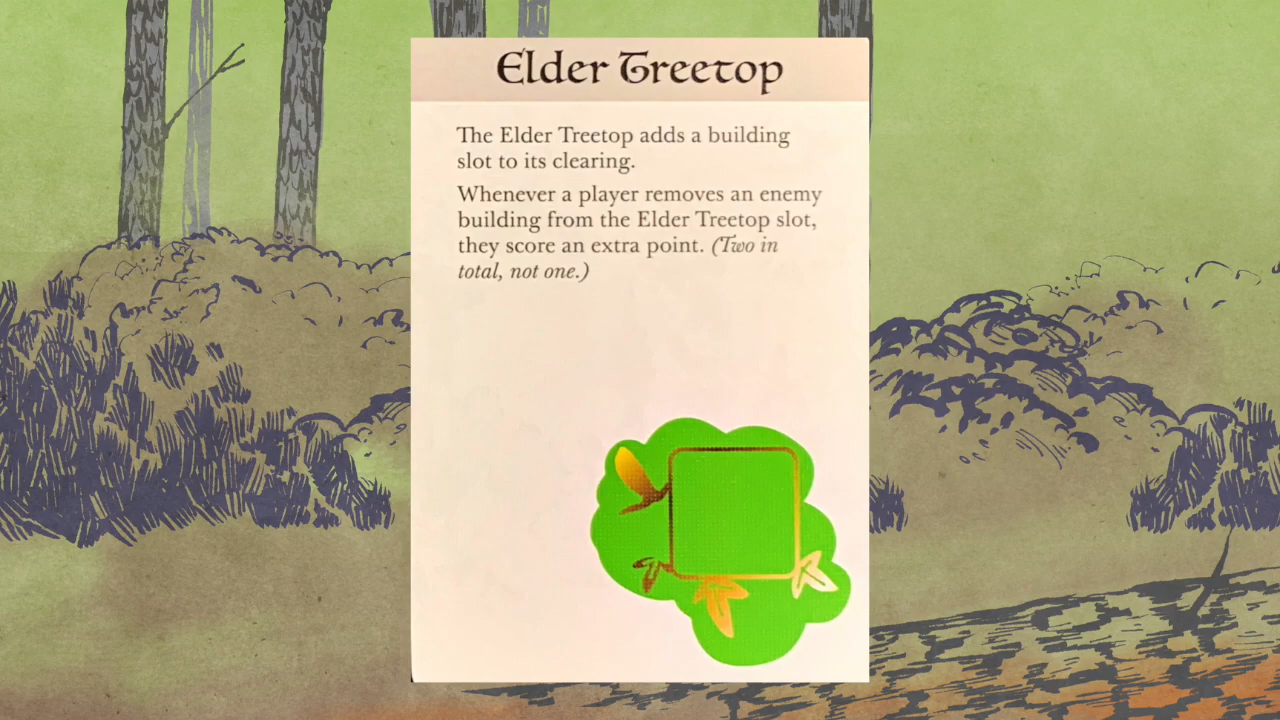 Elder Treetop
The Elder Treetop adds a building
slot to its clearing.
Whenever a player removes an enemy
building from the Elder Treetop slot,
they score an extra point. (Two in
total, not one.)